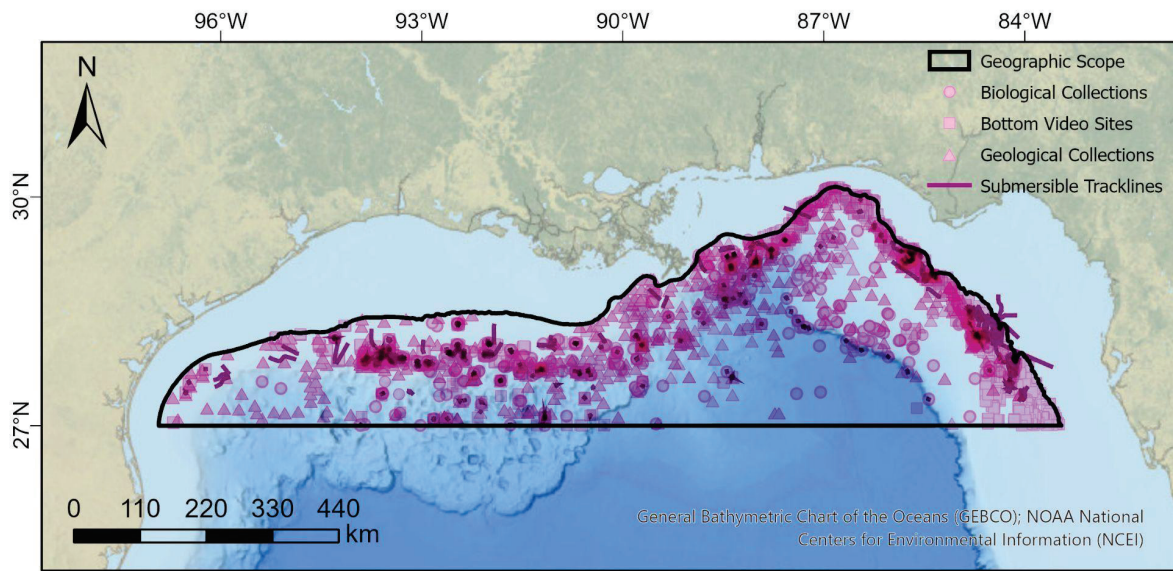 96°W 93°W 90°W 87°W 84°W
N
Geographic Scope
Biological Collections
Bottom Video Sites
Geological Collections
Submersible Tracklines
30°N
27°N
0 110 220 330 440
km
General Bathymetric Chart of the Oceans (GEBCO); NOAA National
Centers for Environmental Information (NCEI)